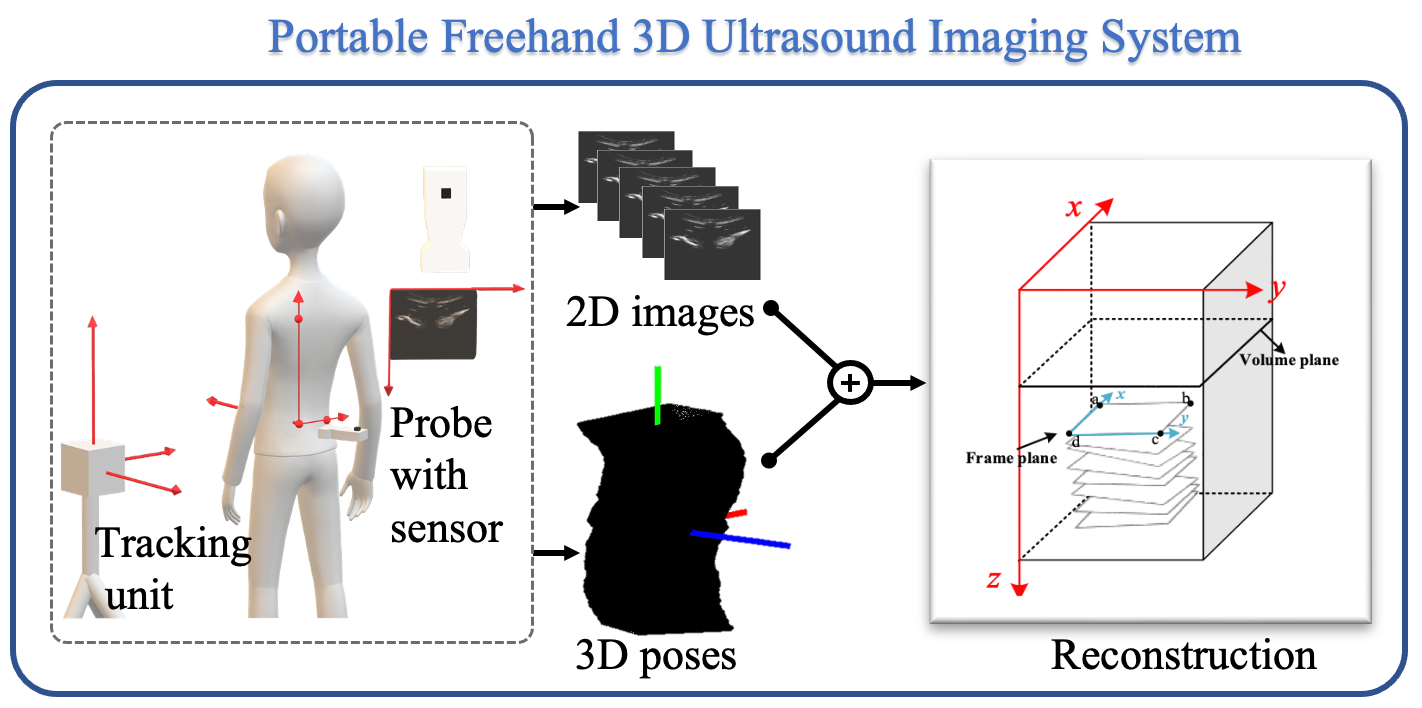 Portable Freehand 3D Ultrasound Imaging System
Tracking
unit
Probe
with
sensor
2D images
3D poses
+
x
y
Volume plane
a
x
b
y
d
c
Frame plane
z
Reconstruction